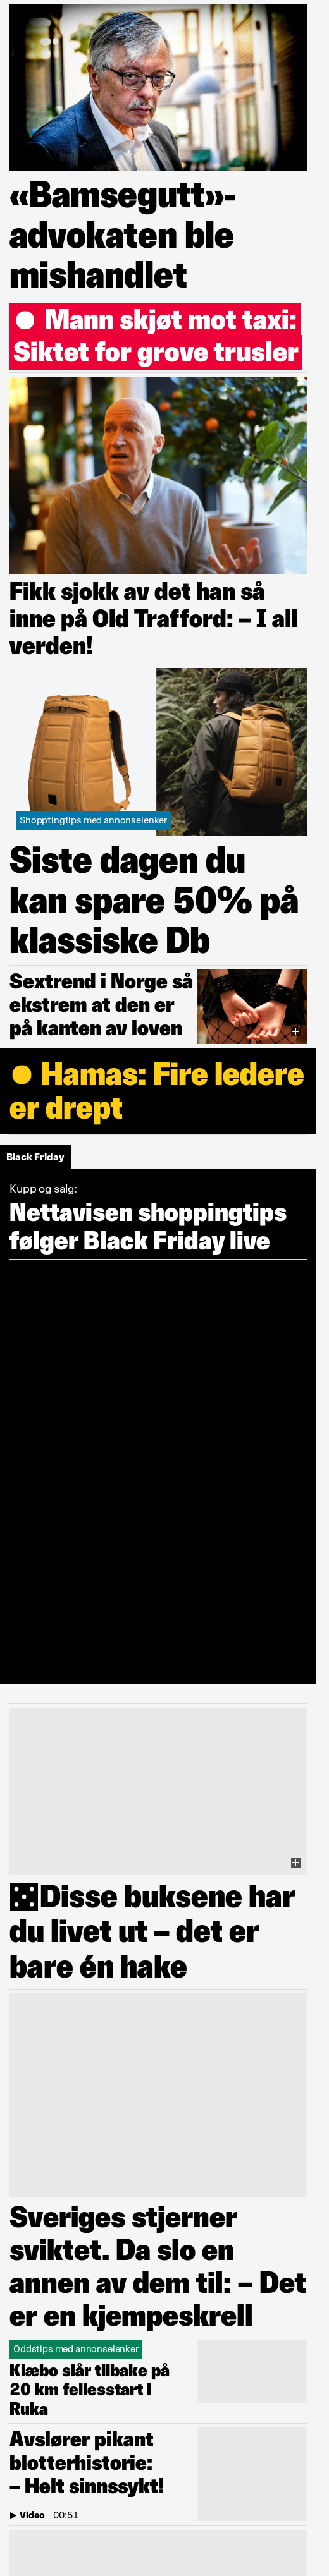 «Bamsegutt»-
advokaten ble
mishandlet
Mann skjøt mot taxi:
Siktet for grove trusler
Fikk sjokk av det han så
inne på Old Trafford: – I all
verden!
Shoptingtips med annonselenker
Siste dagen du
kan spare 50% på
klassiske Db
Sextrend i Norge så
ekstrem at den er
på kanten av loven
Hamas: Fire ledere
er drept
Black Friday
Kupp og salg:
Nettavisen shoppingtips
følger Black Friday live
Disse buksene har
du livet ut – det er
bare én hake
Sveriges stjerner
sviktet. Da slo en
annen av dem til: – Det
er en kjempeskrell
Oddstips med annonselenker
Klæbo slår tilbake på
20 km fellesstart i
Ruka
Avslører pikant
blotterhistorie:
– Helt sinnssykt!
Video | 00:51